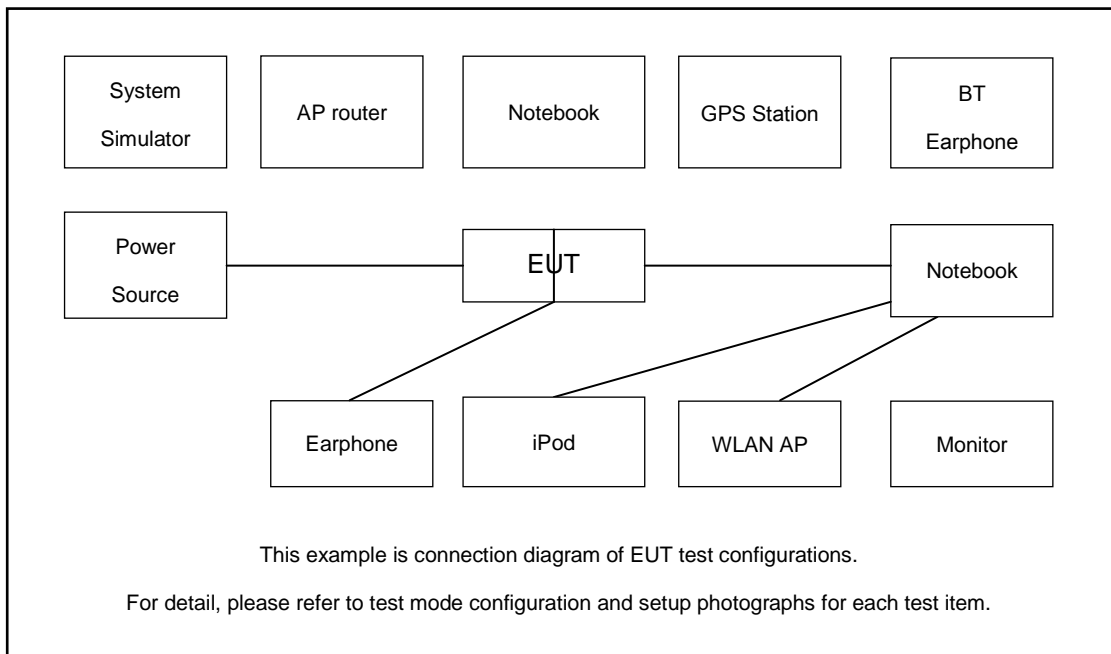 System
Simulator
AP router
Notebook
GPS Station
BT
Earphone
Power
Source
EUT
Notebook
Earphone
iPod
WLAN AP
Monitor
This example is connection diagram of EUT test configurations.
For detail, please refer to test mode configuration and setup photographs for each test item.